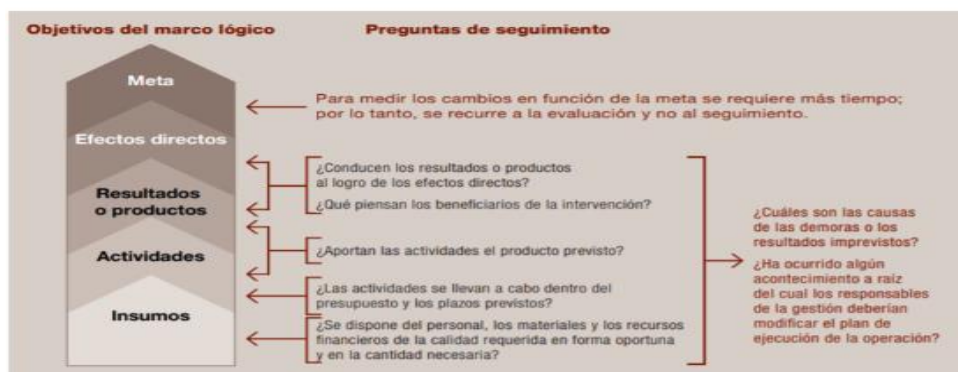 Objetivos del marco lógico
Preguntas de seguimiento
Meta
Para medir los cambios en función de la meta se requiere más tiempo;
por lo tanto, se recurre a la evaluación y no al seguimiento.
Efectos directos
¿Conducen los resultados o productos
al logro de los efectos directos?
Resultados
o productos
¿Qué piensan los beneficiarios de la intervención?
Actividades
¿Aportan las actividades el producto previsto?
¿Las actividades se llevan a cabo dentro del
presupuesto y los plazos previstos?
Insumos
¿Se dispone del personal, los materiales y los recursos
financieros de la calidad requerida en forma oportuna
y en la cantidad necesaria?
¿Cuáles son las causas
de las demoras o los
resultados imprevistos?
¿Ha ocurrido algún
acontecimiento a raíz
del cual los responsables
de la gestión deberían
modificar el plan de
ejecución de la operación?